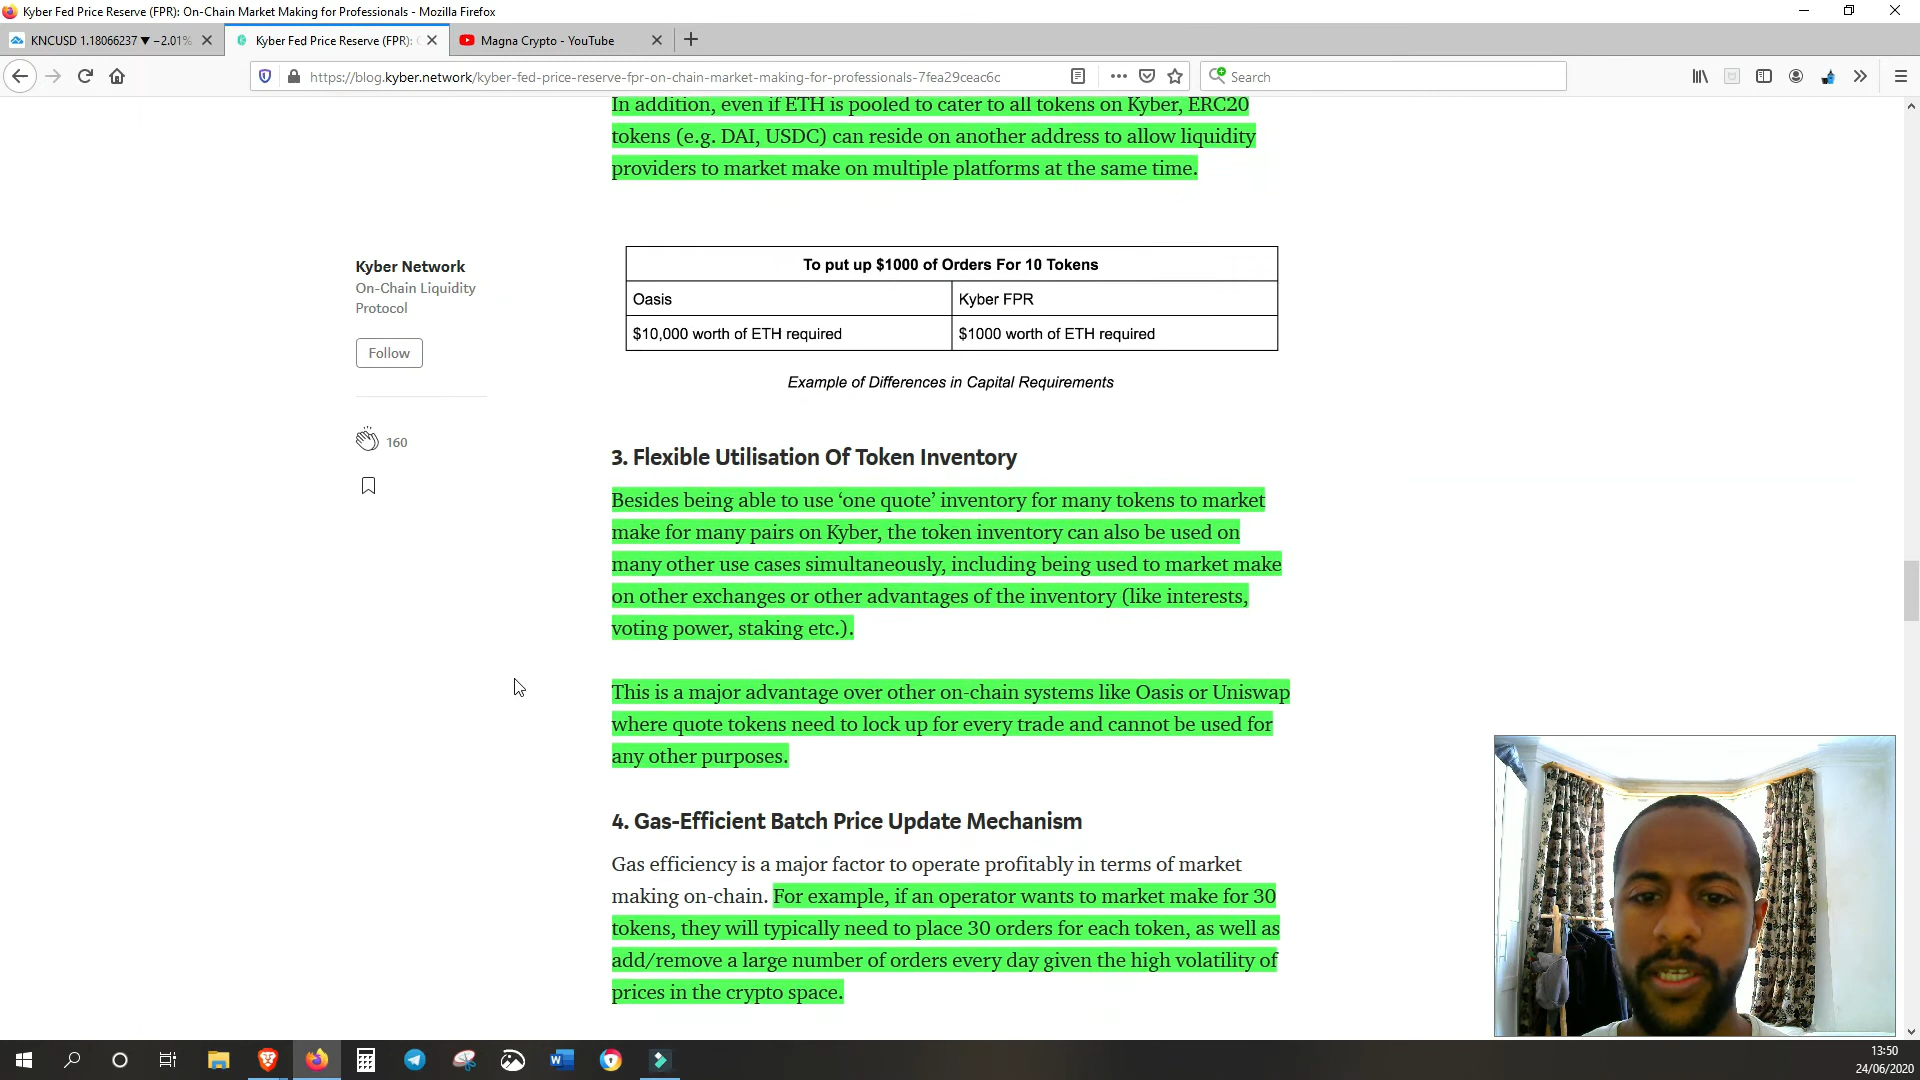 Kyber Fed Price Reserve (FPR): On-Chain Market Making for Professionals - Mozilla Firefox
KNCUSD 1.18066237 ▼ −2.01%
Kyber Fed Price Reserve (FPR):
Magna Crypto - YouTube
https://blog.kyber.network/kyber-fed-price-reserve-fpr-on-chain-market-making-for-professionals-7fea29ceac6c
Search
In addition, even if ETH is pooled to cater to all tokens on Kyber, ERC20
tokens (e.g. DAI, USDC) can reside on another address to allow liquidity
providers to market make on multiple platforms at the same time.
Kyber Network
On-Chain Liquidity
Protocol
Follow
160
To put up $1000 of Orders For 10 Tokens
Oasis
Kyber FPR
$10,000 worth of ETH required
$1000 worth of ETH required
Example of Differences in Capital Requirements
3. Flexible Utilisation Of Token Inventory
Besides being able to use ‘one quote’ inventory for many tokens to market
make for many pairs on Kyber, the token inventory can also be used on
many other use cases simultaneously, including being used to market make
on other exchanges or other advantages of the inventory (like interests,
voting power, staking etc.).
This is a major advantage over other on-chain systems like Oasis or Uniswap
where quote tokens need to lock up for every trade and cannot be used for
any other purposes.
4. Gas-Efficient Batch Price Update Mechanism
Gas efficiency is a major factor to operate profitably in terms of market
making on-chain. For example, if an operator wants to market make for 30
tokens, they will typically need to place 30 orders for each token, as well as
add/remove a large number of orders every day given the high volatility of
prices in the crypto space.
13:50
24/06/2020